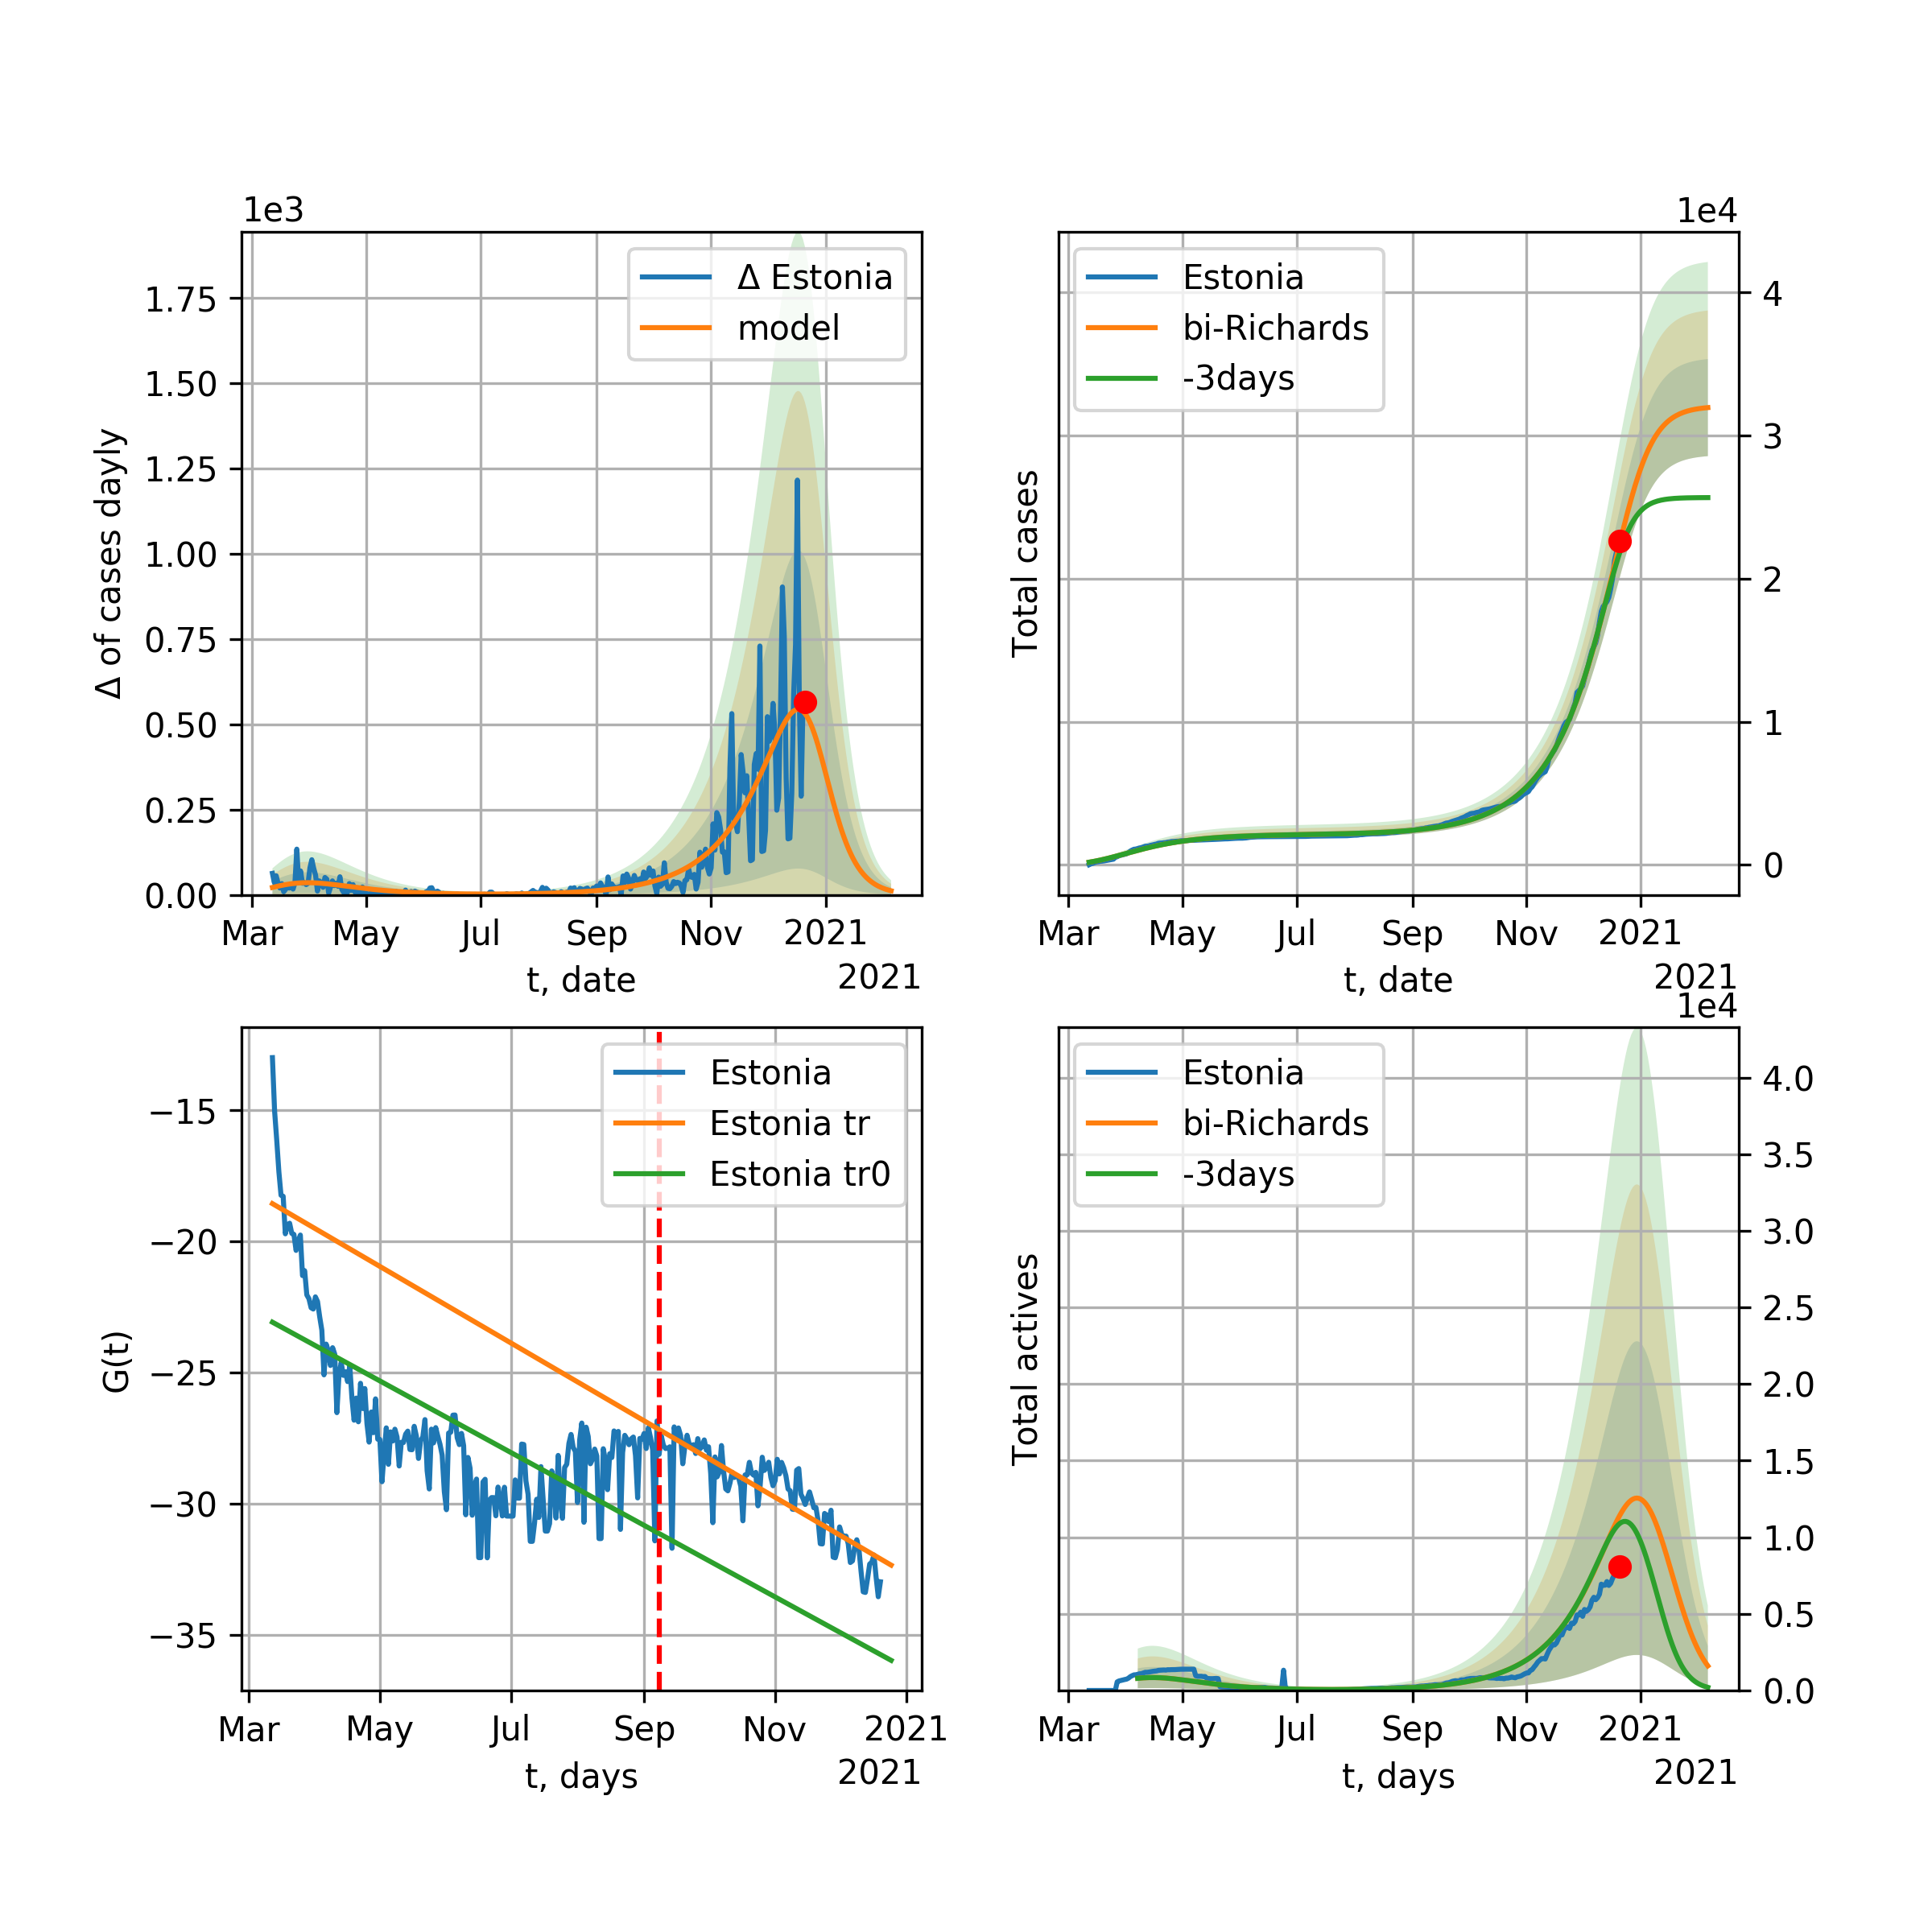 1e3
Δ Estonia
model
1.75
1.50
1.25
1.00
0.75
0.50
0.25
0.00
Δ of cases dayly
Mar May Jul Sep Nov 2021
t, date
2021
1e4
Estonia
bi-Richards
-3days
4
3
2
1
0
Total cases
Mar May Jul Sep Nov 2021
t, date
2021
Estonia
Estonia tr
Estonia tr0
−15
−20
−25
−30
−35
G(t)
Mar May Jul Sep Nov 2021
t, days
2021
1e4
Estonia
bi-Richards
-3days
4.0
3.5
3.0
2.5
2.0
1.5
1.0
0.5
0.0
Total actives
Mar May Jul Sep Nov 2021
t, days
2021